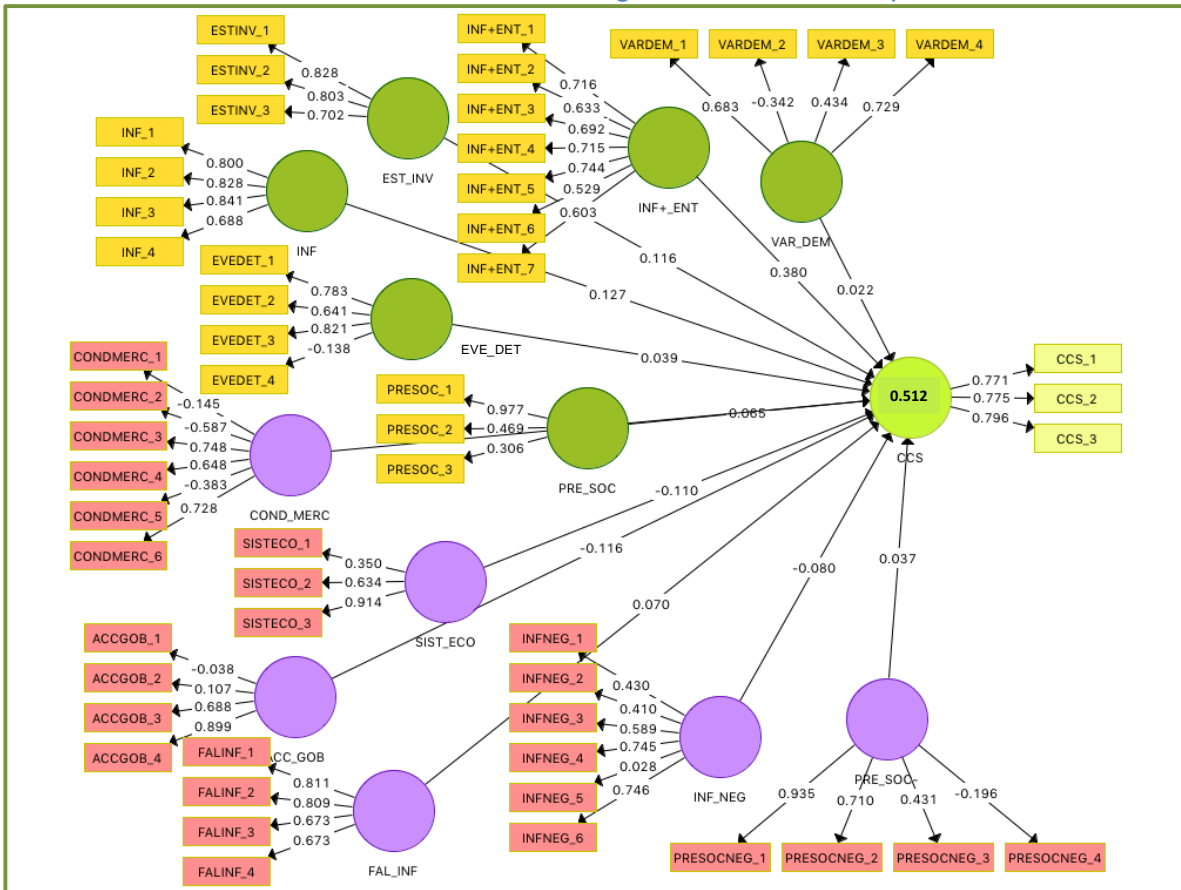 ESTINV_1
ESTINV_2
ESTINV_3
0.828
0.803
0.702
EST_INV
INF+ENT_1
INF+ENT_2
INF+ENT_3
INF+ENT_4
INF+ENT_5
INF+ENT_6
INF+ENT_7
0.716
0.633
0.692
0.715
0.744
0.529
0.603
INF+_ENT
VARDEM_1
VARDEM_2
VARDEM_3
VARDEM_4
0.683
-0.342
0.434
0.729
VAR_DEM
INF_1
INF_2
INF_3
INF_4
0.800
0.828
0.841
0.688
INF
EVEDET_1
EVEDET_2
EVEDET_3
EVEDET_4
0.783
0.641
0.821
-0.138
EVE_DET
0.116
0.127
0.380
0.022
0.039
CONDMERC_1
CONDMERC_2
CONDMERC_3
CONDMERC_4
CONDMERC_5
CONDMERC_6
-0.145
-0.587
0.748
0.648
-0.383
0.728
COND_MERC
PRESOC_1
PRESOC_2
PRESOC_3
0.977
0.469
0.306
PRE_SOC
0.065
0.512
CCS
0.771
0.775
0.796
CCS_1
CCS_2
CCS_3
SISTECO_1
SISTECO_2
SISTECO_3
0.350
0.634
0.914
SIST_ECO
-0.110
-0.116
0.070
-0.080
0.037
ACCGOB_1
ACCGOB_2
ACCGOB_3
ACCGOB_4
-0.038
0.107
0.688
0.899
ACC_GOB
FALINF_1
FALINF_2
FALINF_3
FALINF_4
0.811
0.809
0.673
0.673
FAL_INF
INFNEG_1
INFNEG_2
INFNEG_3
INFNEG_4
INFNEG_5
INFNEG_6
0.430
0.410
0.589
0.745
0.028
0.746
INF_NEG
PRE_SOC-
0.935
0.710
0.431
-0.196
PRESOCNEG_1
PRESOCNEG_2
PRESOCNEG_3
PRESOCNEG_4